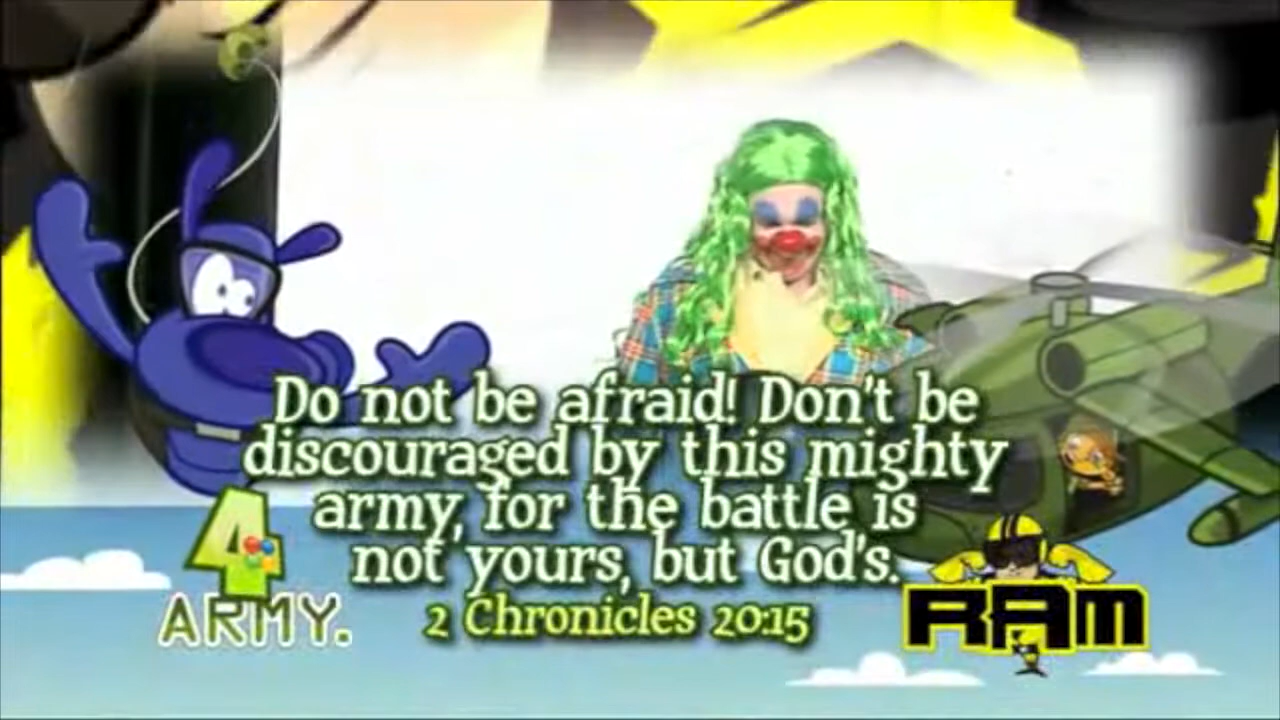 Do not be afraid! Don't be
discouraged by this mighty
army, for the battle is
not yours, but God's.
2 Chronicles 20:15
4
ARMY.
RAM